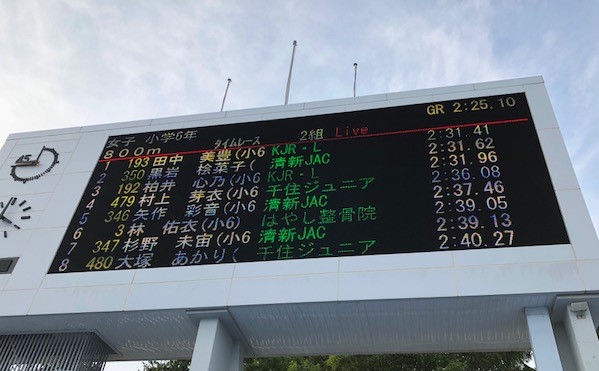 女子 小学6年 GR 2:25.10
800m タイムレース 2組 Live
1 193 田中 美豊(小6 KJR・L 2:31.41
2 350 黒岩 桜菜子( 清新JAC 2:31.62
3 192 柏井 心乃(小6 KJR・L 2:31.96
4 479 村上 芽衣(小6 千住ジュニア 2:36.08
5 346 矢作 彩音(小6 清新JAC 2:37.46
6 3 林 佑衣(小6) はやし整骨院 2:38.06
7 347 杉野 未宙(小6 清新JAC 2:39.13
8 480 大塚 あかり( 千住ジュニア 2:40.27
45